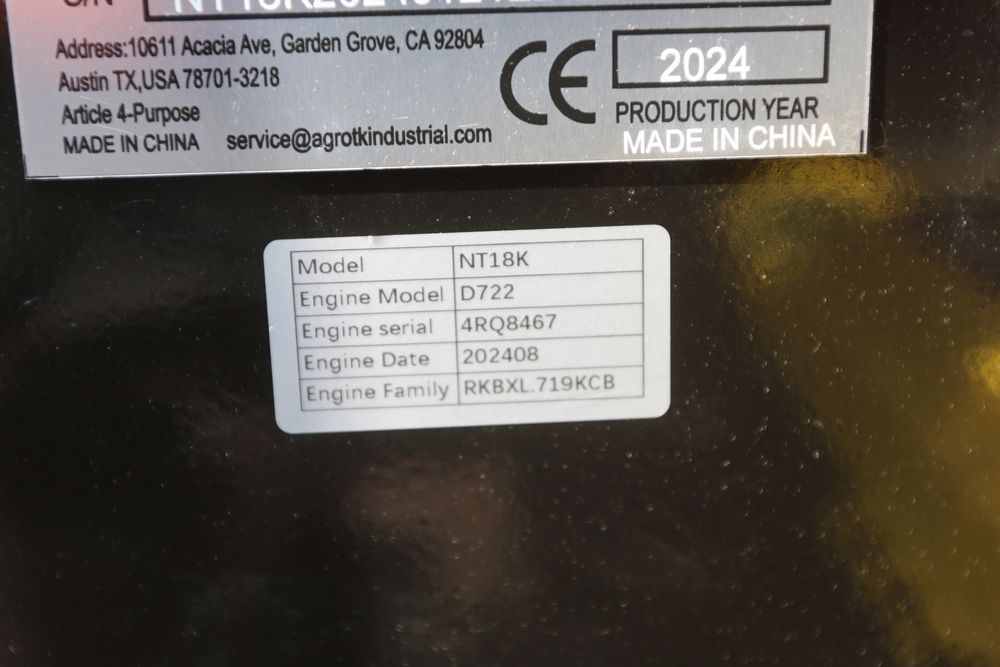 S/N
Address:10611 Acacia Ave, Garden Grove, CA 92804
Austin TX,USA 78701-3218
Article 4-Purpose
MADE IN CHINA service@agrotkindustrial.com
CE
2024
PRODUCTION YEAR
MADE IN CHINA
Model NT18K
Engine Model D722
Engine serial 4RQ8467
Engine Date 202408
Engine Family RKBXL.719KCB